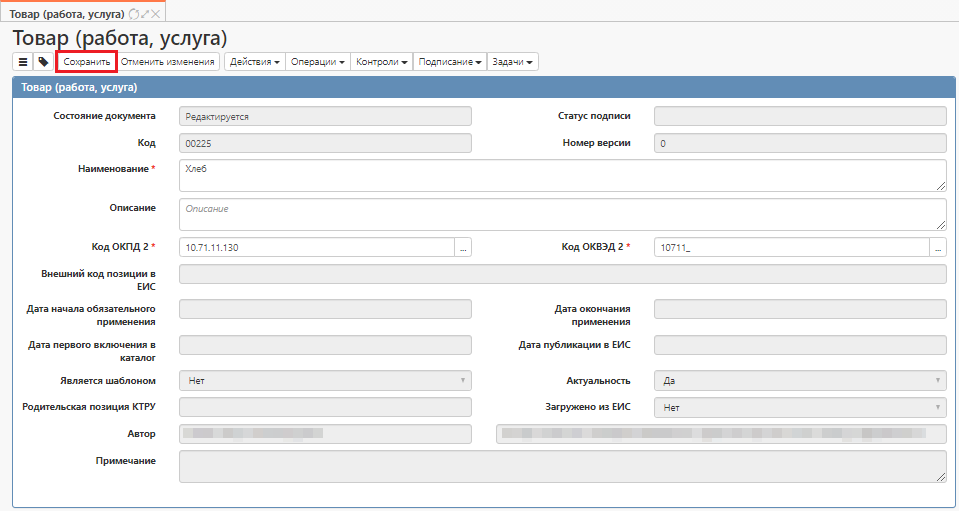 Товар (работа, услуга)
Товар (работа, услуга)
Сохранить Отменить изменения Действия Операции Контроли Подписание Задачи
Товар (работа, услуга)
Состояние документа Редактируется Статус подписи
Код 00225 Номер версии 0
Наименование * Хлеб
Описание Описание
Код ОКПД 2 * 10.71.11.130 ... Код ОКВЭД 2 * 10711_ ...
Внешний код позиции в
ЕИС
Дата начала обязательного Дата окончания
применения применения
Дата первого включения в Дата публикации в ЕИС
каталог
Является шаблоном Нет Актуальность Да
Родительская позиция КТРУ Загружено из ЕИС Нет
Автор
Примечание